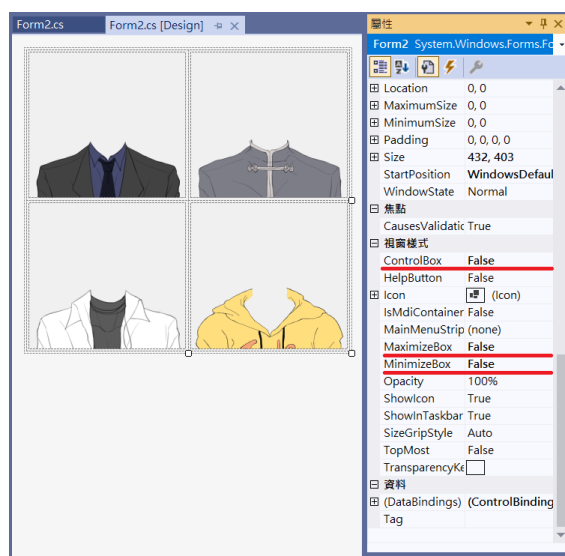 Form2.cs
Form2.cs [Design]
屬性
Form2 System.Windows.Forms.Fo
Location 0, 0
MaximumSize 0, 0
MinimumSize 0, 0
Padding 0, 0, 0, 0
Size 432, 403
StartPosition WindowsDefaul
WindowState Normal
焦點
CausesValidatic True
視窗樣式
ControlBox False
HelpButton False
Icon (Icon)
IsMdiContainer False
MainMenuStrip (none)
MaximizeBox False
MinimizeBox False
Opacity 100%
ShowIcon True
ShowInTaskbar True
SizeGripStyle Auto
TopMost False
TransparencyKe
資料
(DataBindings) (ControlBinding
Tag